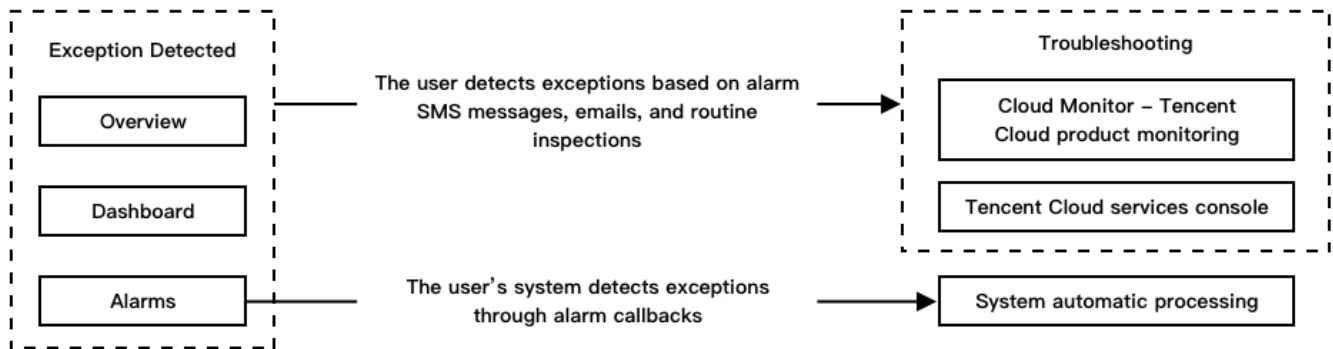 Exception Detected
Overview
Dashboard
Alarms
The user detects exceptions based on alarm
SMS messages, emails, and routine
inspections
The user's system detects exceptions
through alarm callbacks
Troubleshooting
Cloud Monitor – Tencent
Cloud product monitoring
Tencent Cloud services console
System automatic processing